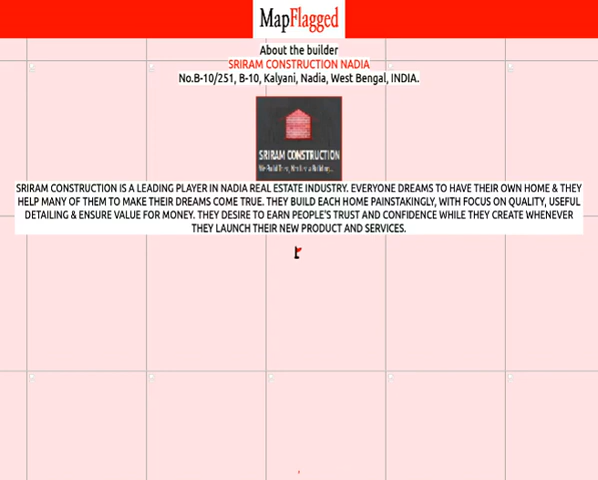 MapFlagged
About the builder
SRIRAM CONSTRUCTION NADIA
No.B-10/251, B-10, Kalyani, Nadia, West Bengal, INDIA.
SRIRAM CONSTRUCTION
SRIRAM CONSTRUCTION IS A LEADING PLAYER IN NADIA REAL ESTATE INDUSTRY. EVERYONE DREAMS TO HAVE THEIR OWN HOME & THEY
HELP MANY OF THEM TO MAKE THEIR DREAMS COME TRUE. THEY BUILD EACH HOME PAINSTAKINGLY, WITH FOCUS ON QUALITY, USEFUL
DETAILING & ENSURE VALUE FOR MONEY. THEY DESIRE TO EARN PEOPLE'S TRUST AND CONFIDENCE WHILE THEY CREATE WHENEVER
THEY LAUNCH THEIR NEW PRODUCT AND SERVICES.